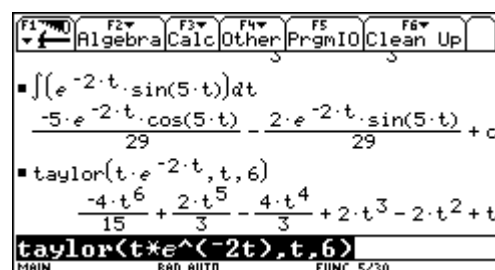 F1 F2▾ F3▾ F4▾ F5 F6▾
Algebra Calc Other PrgmIO Clean Up
3 3
▪ ∫(e^-2·t·sin(5·t))dt
-5·e^-2·t·cos(5·t)/29 - 2·e^-2·t·sin(5·t)/29 + c
▪ taylor(t·e^-2·t,t,6)
-4·t^6/15 + 2·t^5/3 - 4·t^4/3 + 2·t^3 - 2·t^2 + t
taylor(t*e^(-2t),t,6)
MAIN RAD AUTO FUNC 5/30